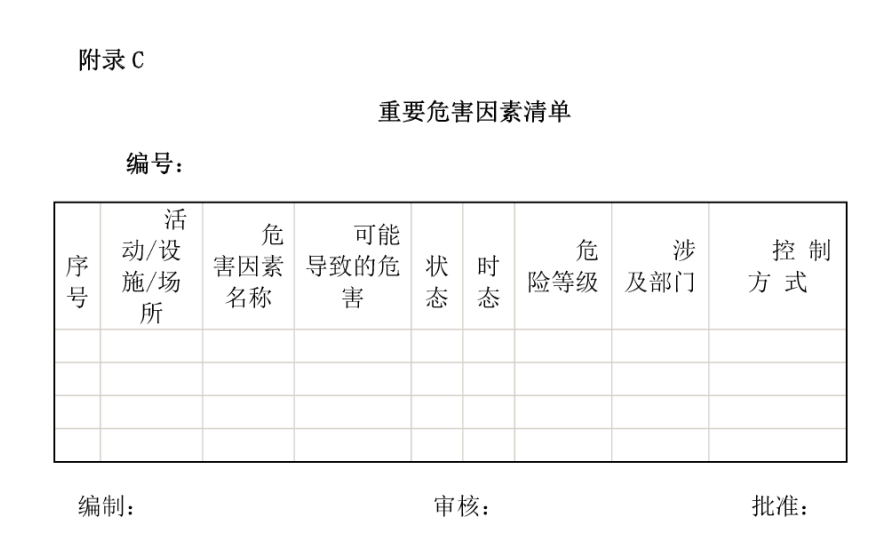 附录 C
重要危害因素清单
编号：
序号 活动/设施/场所 危害因素名称 可能导致的危害 状态 时态 危险等级 涉及部门 控制方式
编制： 审核： 批准：